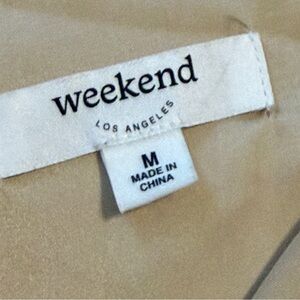 weekend
LOS ANGELES
M
MADE IN
CHINA